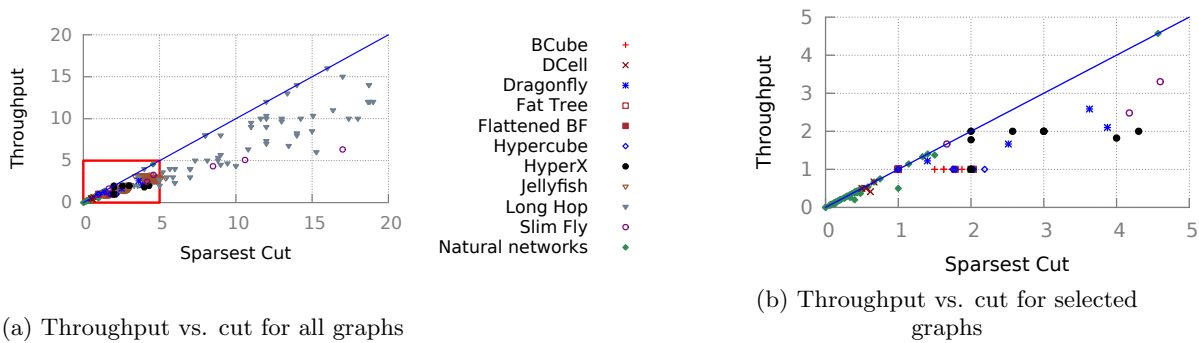 20
15
10
5
0
0
5
10
15
20
Throughput
Sparsest Cut
BCube
DCell
Dragonfly
Fat Tree
Flattened BF
Hypercube
HyperX
Jellyfish
Long Hop
Slim Fly
Natural networks
(a) Throughput vs. cut for all graphs
5
4
3
2
1
0
0
1
2
3
4
5
Throughput
Sparsest Cut
(b) Throughput vs. cut for selected
graphs